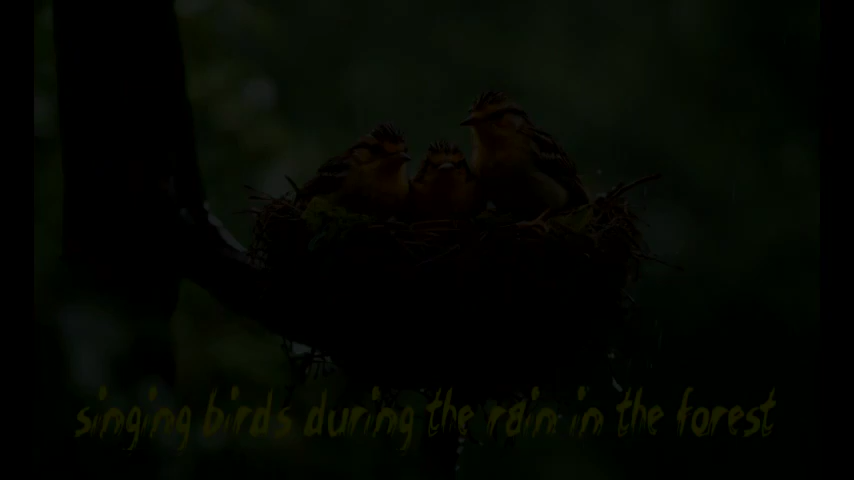 singing birds during the rain in the forest